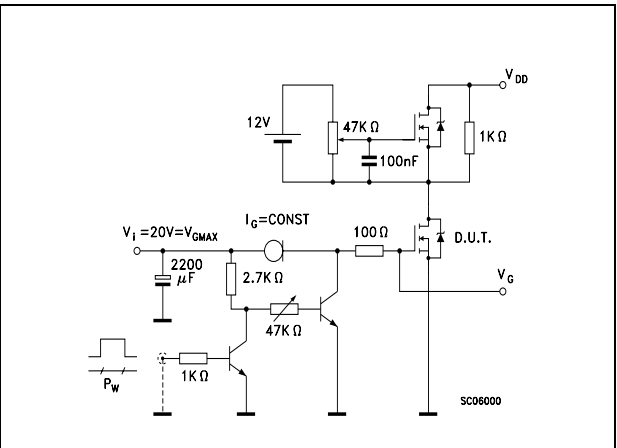 V_DD
12V
47KΩ
1KΩ
100nF
I_G=CONST
V_i =20V=V_GMAX
100Ω
D.U.T.
2200
μF
2.7KΩ
V_G
47KΩ
1KΩ
P_W
SC06000